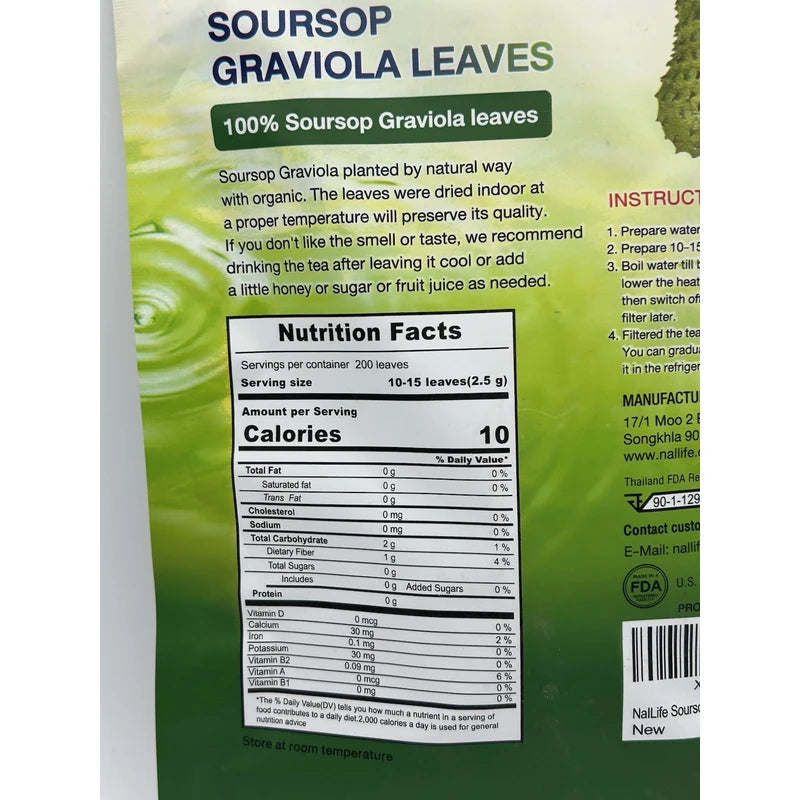 SOURSOP
GRAVIOLA LEAVES
100% Soursop Graviola leaves
Soursop Graviola planted by natural way
with organic. The leaves were dried indoor at
a proper temperature will preserve its quality.
If you don't like the smell or taste, we recommend
drinking the tea after leaving it cool or add
a little honey or sugar or fruit juice as needed.
Nutrition Facts
Servings per container 200 leaves
Serving size 10-15 leaves(2.5 g)
Amount per Serving
Calories 10
% Daily Value*
Total Fat 0 g 0 %
Saturated fat 0 g 0 %
Trans Fat 0 g
Cholesterol 0 mg 0 %
Sodium 0 mg 0 %
Total Carbohydrate 2 g 1 %
Dietary Fiber 1 g 4 %
Total Sugars 0 g
Includes 0 g Added Sugars 0 %
Protein 0 g
Vitamin D 0 mcg 0 %
Calcium 30 mg 2 %
Iron 0.1 mg 0 %
Potassium 30 mg 0 %
Vitamin B2 0.09 mg 6 %
Vitamin A 0 mcg 0 %
Vitamin B1 0 mg 0 %
*The % Daily Value(DV) tells you how much a nutrient in a serving of
food contributes to a daily diet.2,000 calories a day is used for general
nutrition advice
Store at room temperature
INSTRUCT
1. Prepare water
2. Prepare 10-15
3. Boil water till
lower the heat
then switch of
filter later.
4. Filtered the tea
You can gradu
it in the refriger
MANUFACTU
17/1 Moo 2
Songkhla 90
www.nallife.
Thailand FDA Re
90-1-129
Contact custo
E-Mail: nallif
MADE IN A
FDA
REGISTERED
FACILITY
U.S.
PRO
NalLife Sours
New